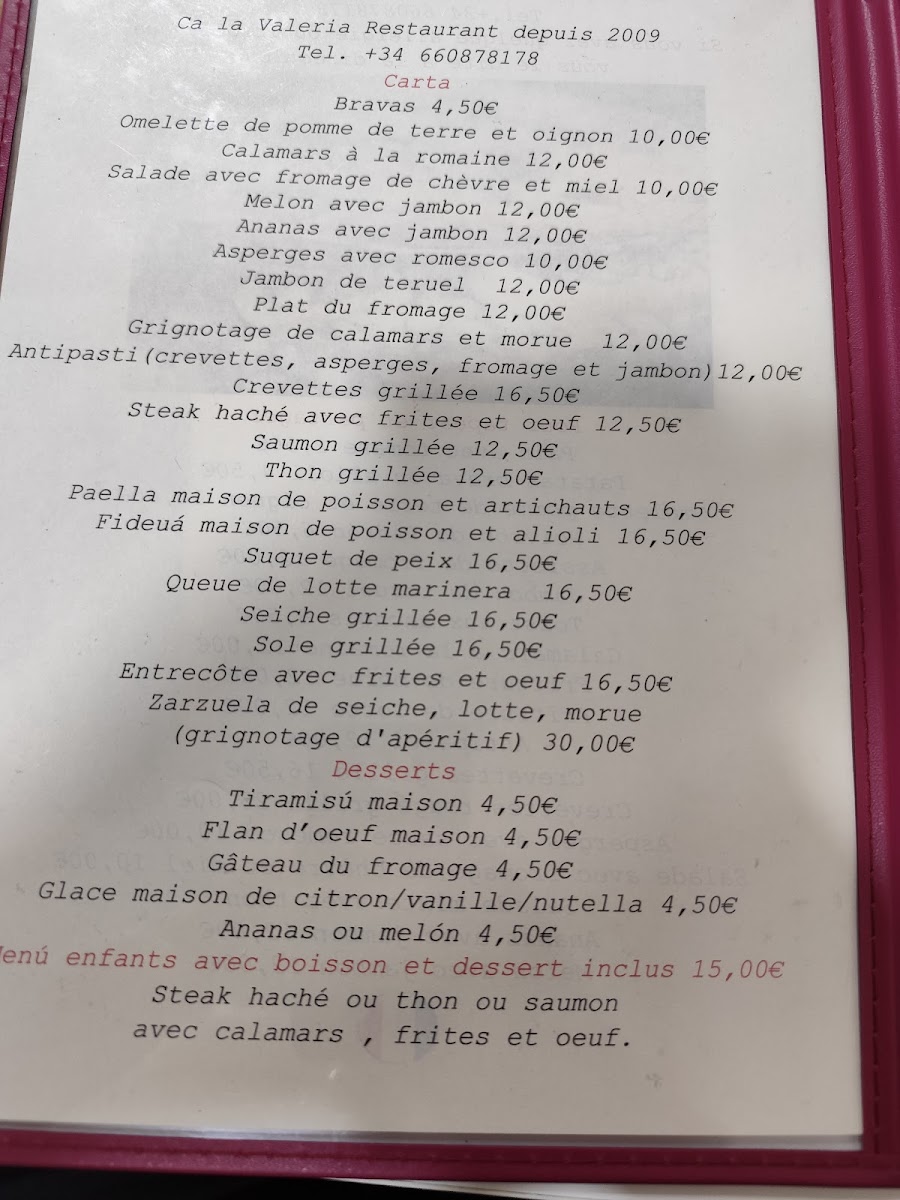 Ca la Valeria Restaurant depuis 2009
Tel. +34 660878178
Carta
Bravas 4,50€
Omelette de pomme de terre et oignon 10,00€
Calamars à la romaine 12,00€
Salade avec fromage de chèvre et miel 10,00€
Melon avec jambon 12,00€
Ananas avec jambon 12,00€
Asperges avec romesco 10,00€
Jambon de teruel 12,00€
Plat du fromage 12,00€
Grignotage de calamars et morue 12,00€
Antipasti(crevettes, asperges, fromage et jambon)12,00€
Crevettes grillée 16,50€
Steak haché avec frites et oeuf 12,50€
Saumon grillée 12,50€
Thon grillée 12,50€
Paella maison de poisson et artichauts 16,50€
Fideuá maison de poisson et alioli 16,50€
Suquet de peix 16,50€
Queue de lotte marinera 16,50€
Seiche grillée 16,50€
Sole grillée 16,50€
Entrecôte avec frites et oeuf 16,50€
Zarzuela de seiche, lotte, morue
(grignotage d'apéritif) 30,00€
Desserts
Tiramisú maison 4,50€
Flan d’oeuf maison 4,50€
Gâteau du fromage 4,50€
Glace maison de citron/vanille/nutella 4,50€
Ananas ou melón 4,50€
Menú enfants avec boisson et dessert inclus 15,00€
Steak haché ou thon ou saumon
avec calamars , frites et oeuf.